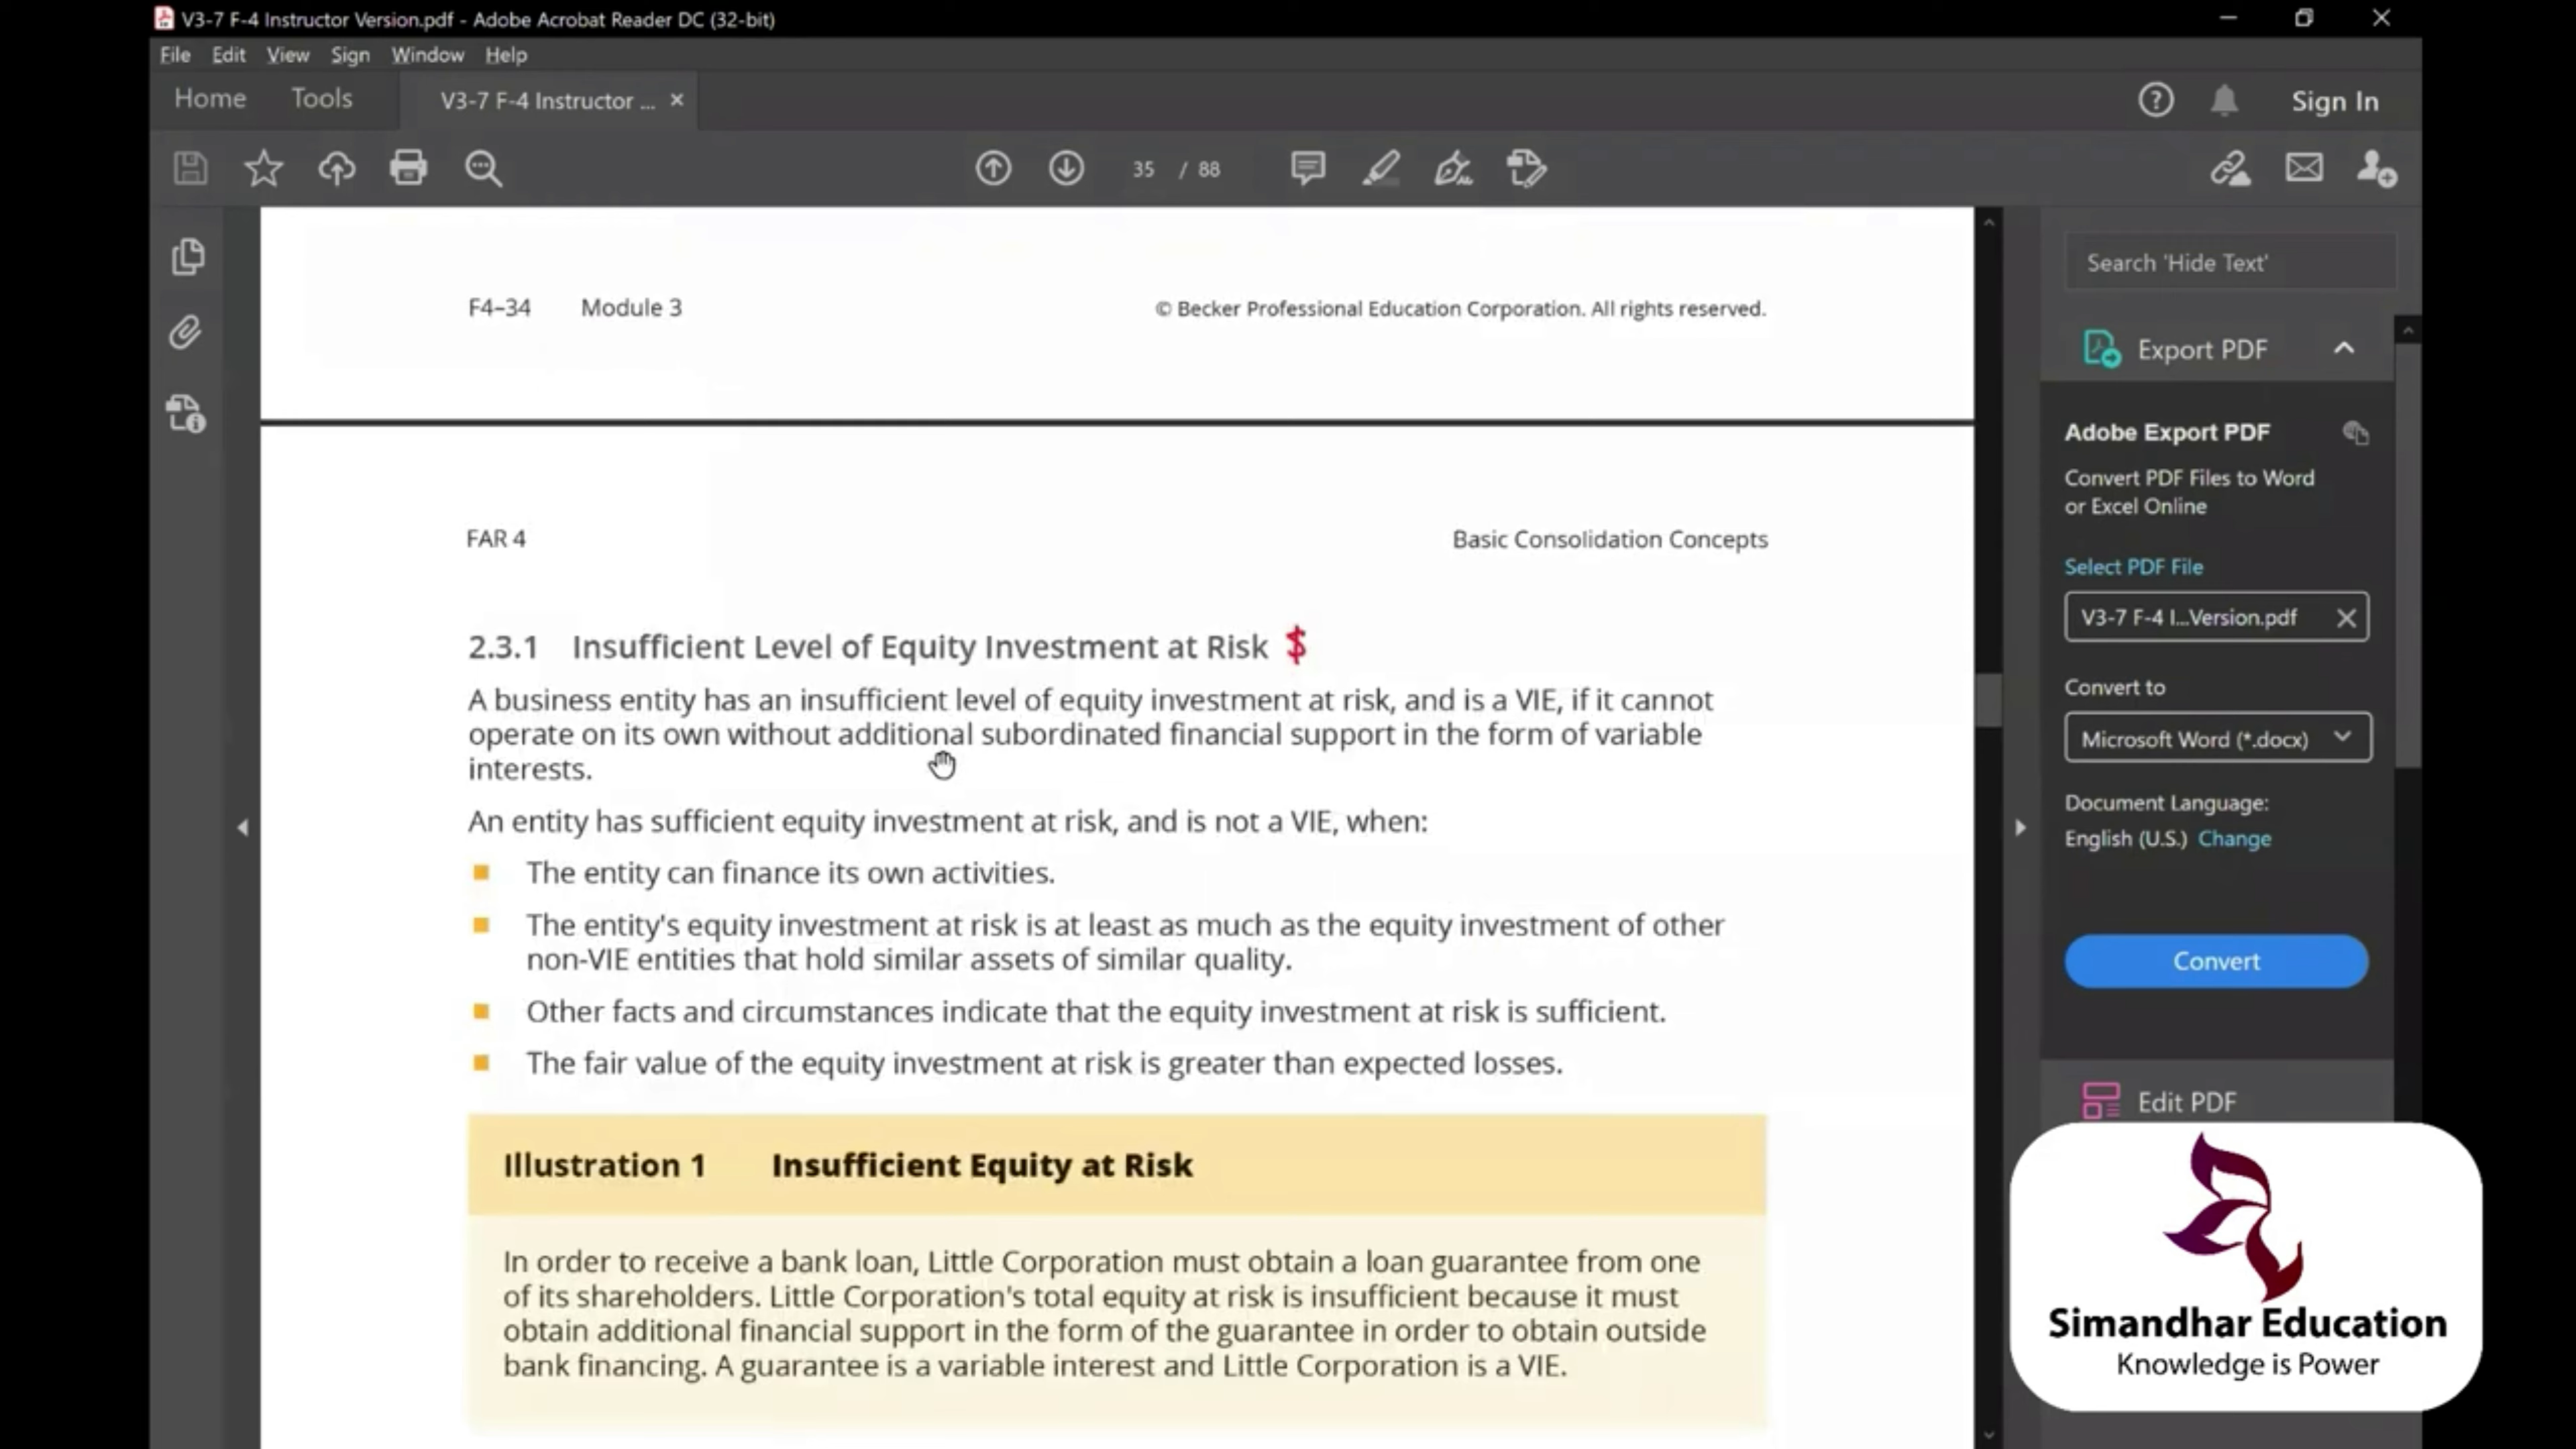 V3-7 F-4 Instructor Version.pdf - Adobe Acrobat Reader DC (32-bit)
File Edit View Sign Window Help
Home Tools V3-7 F-4 Instructor ... ×
Sign In
35 / 88
F4–34 Module 3 © Becker Professional Education Corporation. All rights reserved.
FAR 4 Basic Consolidation Concepts
2.3.1 Insufficient Level of Equity Investment at Risk $
A business entity has an insufficient level of equity investment at risk, and is a VIE, if it cannot
operate on its own without additional subordinated financial support in the form of variable
interests.
An entity has sufficient equity investment at risk, and is not a VIE, when:
The entity can finance its own activities.
The entity's equity investment at risk is at least as much as the equity investment of other
non-VIE entities that hold similar assets of similar quality.
Other facts and circumstances indicate that the equity investment at risk is sufficient.
The fair value of the equity investment at risk is greater than expected losses.
Illustration 1 Insufficient Equity at Risk
In order to receive a bank loan, Little Corporation must obtain a loan guarantee from one
of its shareholders. Little Corporation's total equity at risk is insufficient because it must
obtain additional financial support in the form of the guarantee in order to obtain outside
bank financing. A guarantee is a variable interest and Little Corporation is a VIE.
Search 'Hide Text'
Export PDF
Adobe Export PDF
Convert PDF Files to Word
or Excel Online
Select PDF File
V3-7 F-4 I...Version.pdf
Convert to
Microsoft Word (*.docx)
Document Language:
English (U.S.) Change
Convert
Edit PDF
Simandhar Education
Knowledge is Power